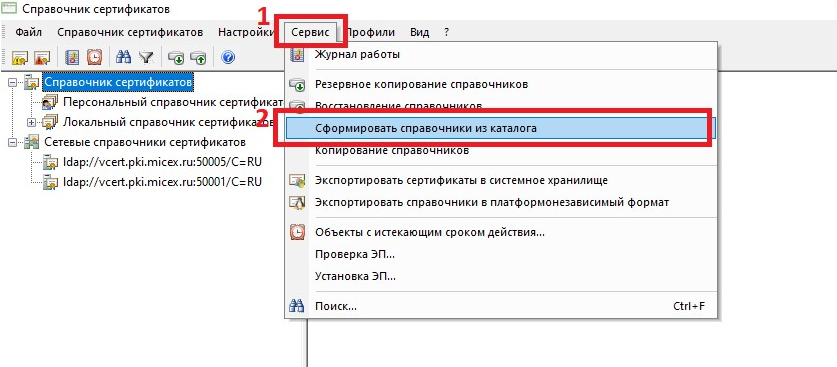 Справочник сертификатов
1
Файл Справочник сертификатов Настройки Сервис Профили Вид ?
Журнал работы
Справочник сертификатов
Резервное копирование справочников
Персональный справочник сертификат
Восстановление справочников
2
Локальный справочник сертификатов
Сформировать справочники из каталога
Сетевые справочники сертификатов
Копирование справочников
ldap://vcert.pki.micex.ru:50005/C=RU
ldap://vcert.pki.micex.ru:50001/C=RU
Экспортировать сертификаты в системное хранилище
Экспортировать справочники в платформонезависимый формат
Объекты с истекающим сроком действия...
Проверка ЭП...
Установка ЭП...
Поиск... Ctrl+F